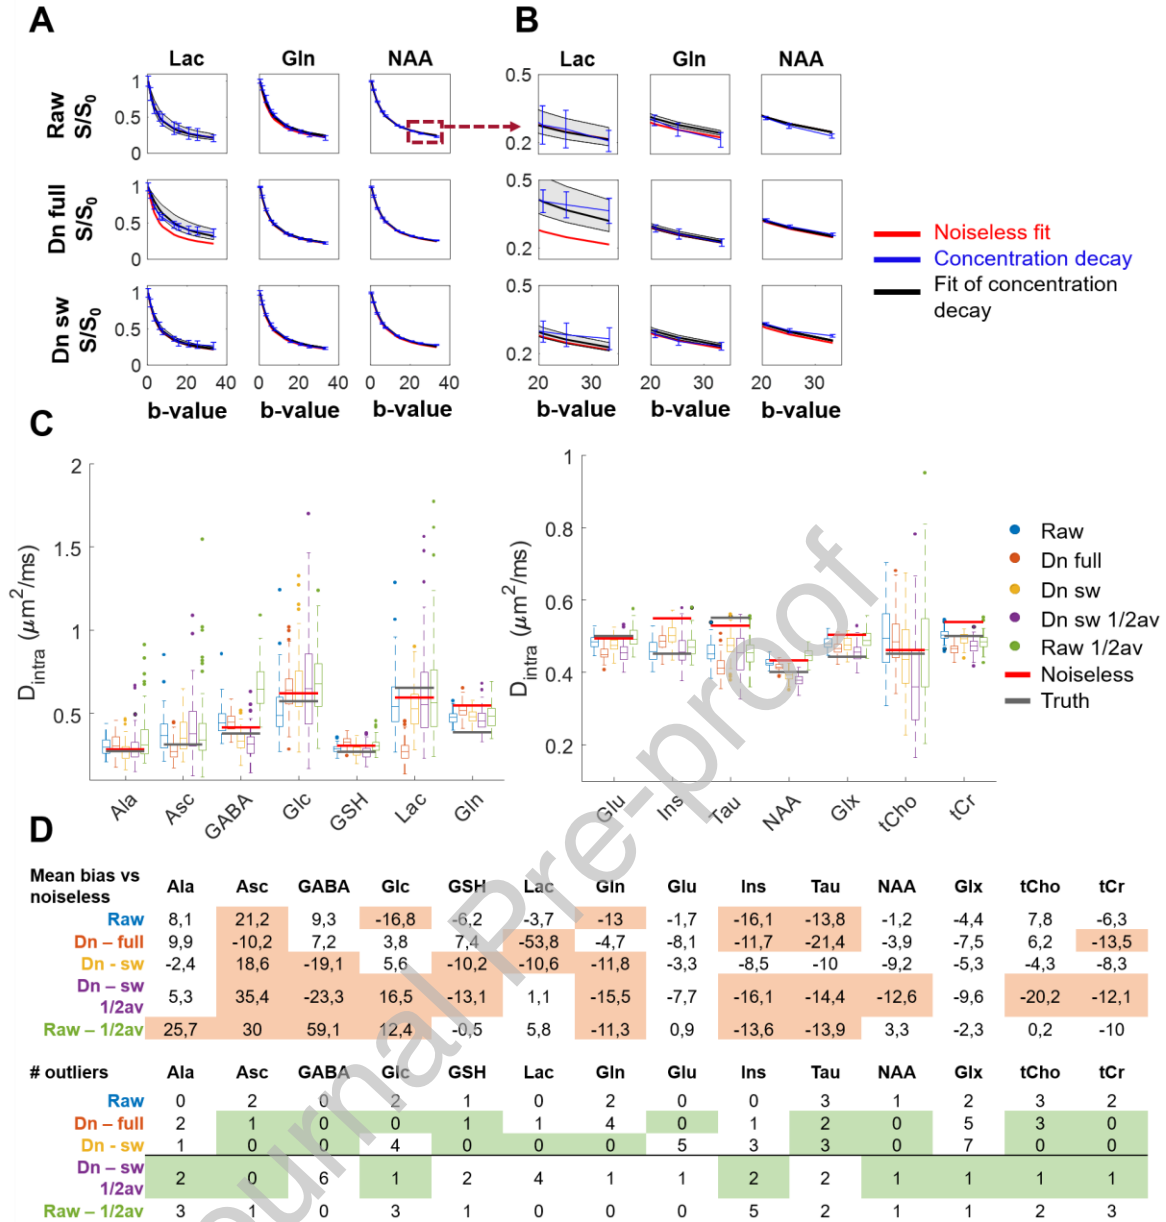 A
B
Lac Gln NAA
Lac Gln NAA
Raw
S/S0
1
0.5
0
0.5
0.2
Dn full
S/S0
1
0.5
0
0.5
0.2
Dn sw
S/S0
1
0.5
0
0.5
0.2
0 20 40 0 20 40 0 20 40
20 30 20 30 20 30
b-value b-value b-value
b-value b-value b-value
Noiseless fit
Concentration decay
Fit of concentration
decay
C
Dintra (μm2/ms)
2
1.5
1
0.5
Ala Asc GABA Glc GSH Lac Gln
Dintra (μm2/ms)
1
0.8
0.6
0.4
0.2
Glu Ins Tau NAA Glx tCho tCr
Raw
Dn full
Dn sw
Dn sw 1/2av
Raw 1/2av
Noiseless
Truth
D
Mean bias vs
noiseless
Ala Asc GABA Glc GSH Lac Gln Glu Ins Tau NAA Glx tCho tCr
Raw 8,1 21,2 9,3 -16,8 -6,2 -3,7 -13 -1,7 -16,1 -13,8 -1,2 -4,4 7,8 -6,3
Dn – full 9,9 -10,2 7,2 3,8 7,4 -53,8 -4,7 -8,1 -11,7 -21,4 -3,9 -7,5 6,2 -13,5
Dn - sw -2,4 18,6 -19,1 5,6 -10,2 -10,6 -11,8 -3,3 -8,5 -10 -9,2 -5,3 -4,3 -8,3
Dn – sw
1/2av 5,3 35,4 -23,3 16,5 -13,1 1,1 -15,5 -7,7 -16,1 -14,4 -12,6 -9,6 -20,2 -12,1
Raw – 1/2av 25,7 30 59,1 12,4 -0,5 5,8 -11,3 0,9 -13,6 -13,9 3,3 -2,3 0,2 -10
# outliers Ala Asc GABA Glc GSH Lac Gln Glu Ins Tau NAA Glx tCho tCr
Raw 0 2 0 2 1 0 2 0 0 3 1 2 3 2
Dn – full 2 1 0 0 1 1 4 0 1 2 0 5 3 0
Dn - sw 1 0 0 4 0 0 0 5 3 3 0 7 0 0
Dn – sw
1/2av 2 0 6 1 2 4 1 1 2 2 1 1 1 1
Raw – 1/2av 3 1 0 3 1 0 0 0 5 2 1 1 2 3
Journal Pre-proof